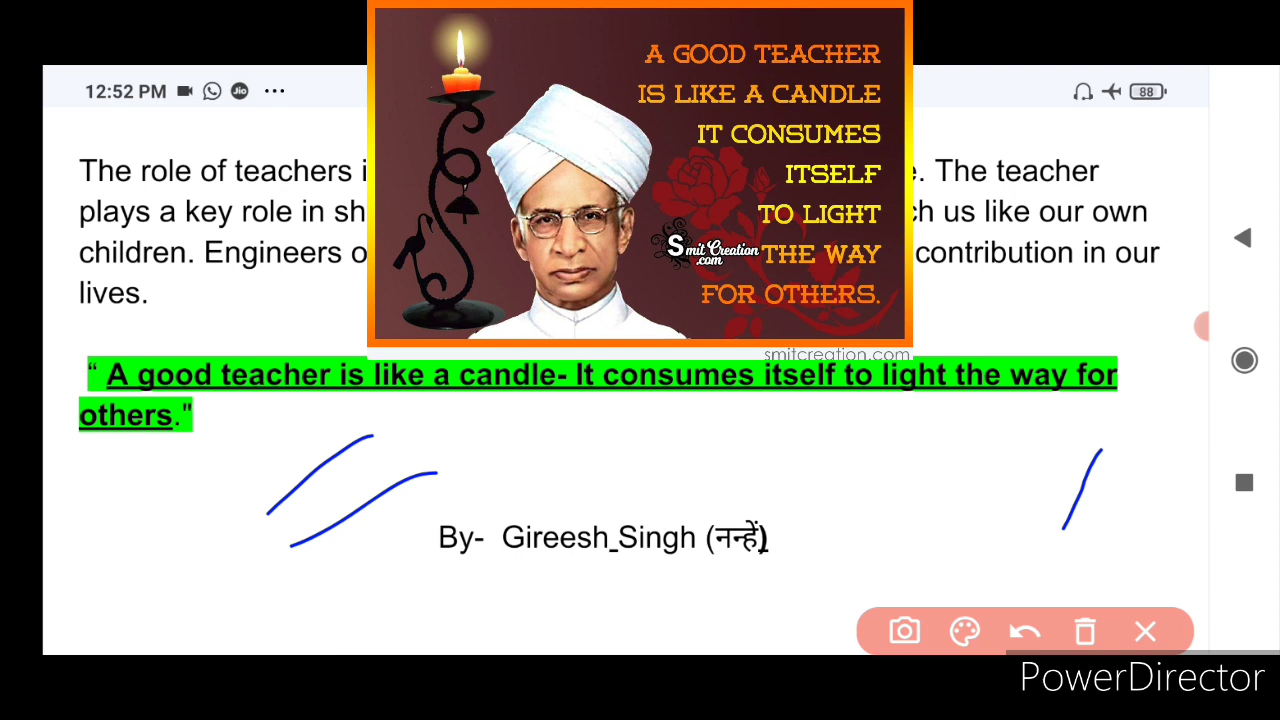 A GOOD TEACHER
IS LIKE A CANDLE
IT CONSUMES
ITSELF
TO LIGHT
THE WAY
FOR OTHERS.
Smit Creation
.com
smitcreation.com
12:52 PM
Jio
88
The role of teachers i e. The teacher
plays a key role in sh ch us like our own
children. Engineers o contribution in our
lives.
“ A good teacher is like a candle- It consumes itself to light the way for
others."
By- Gireesh_Singh (नन्हें)
PowerDirector